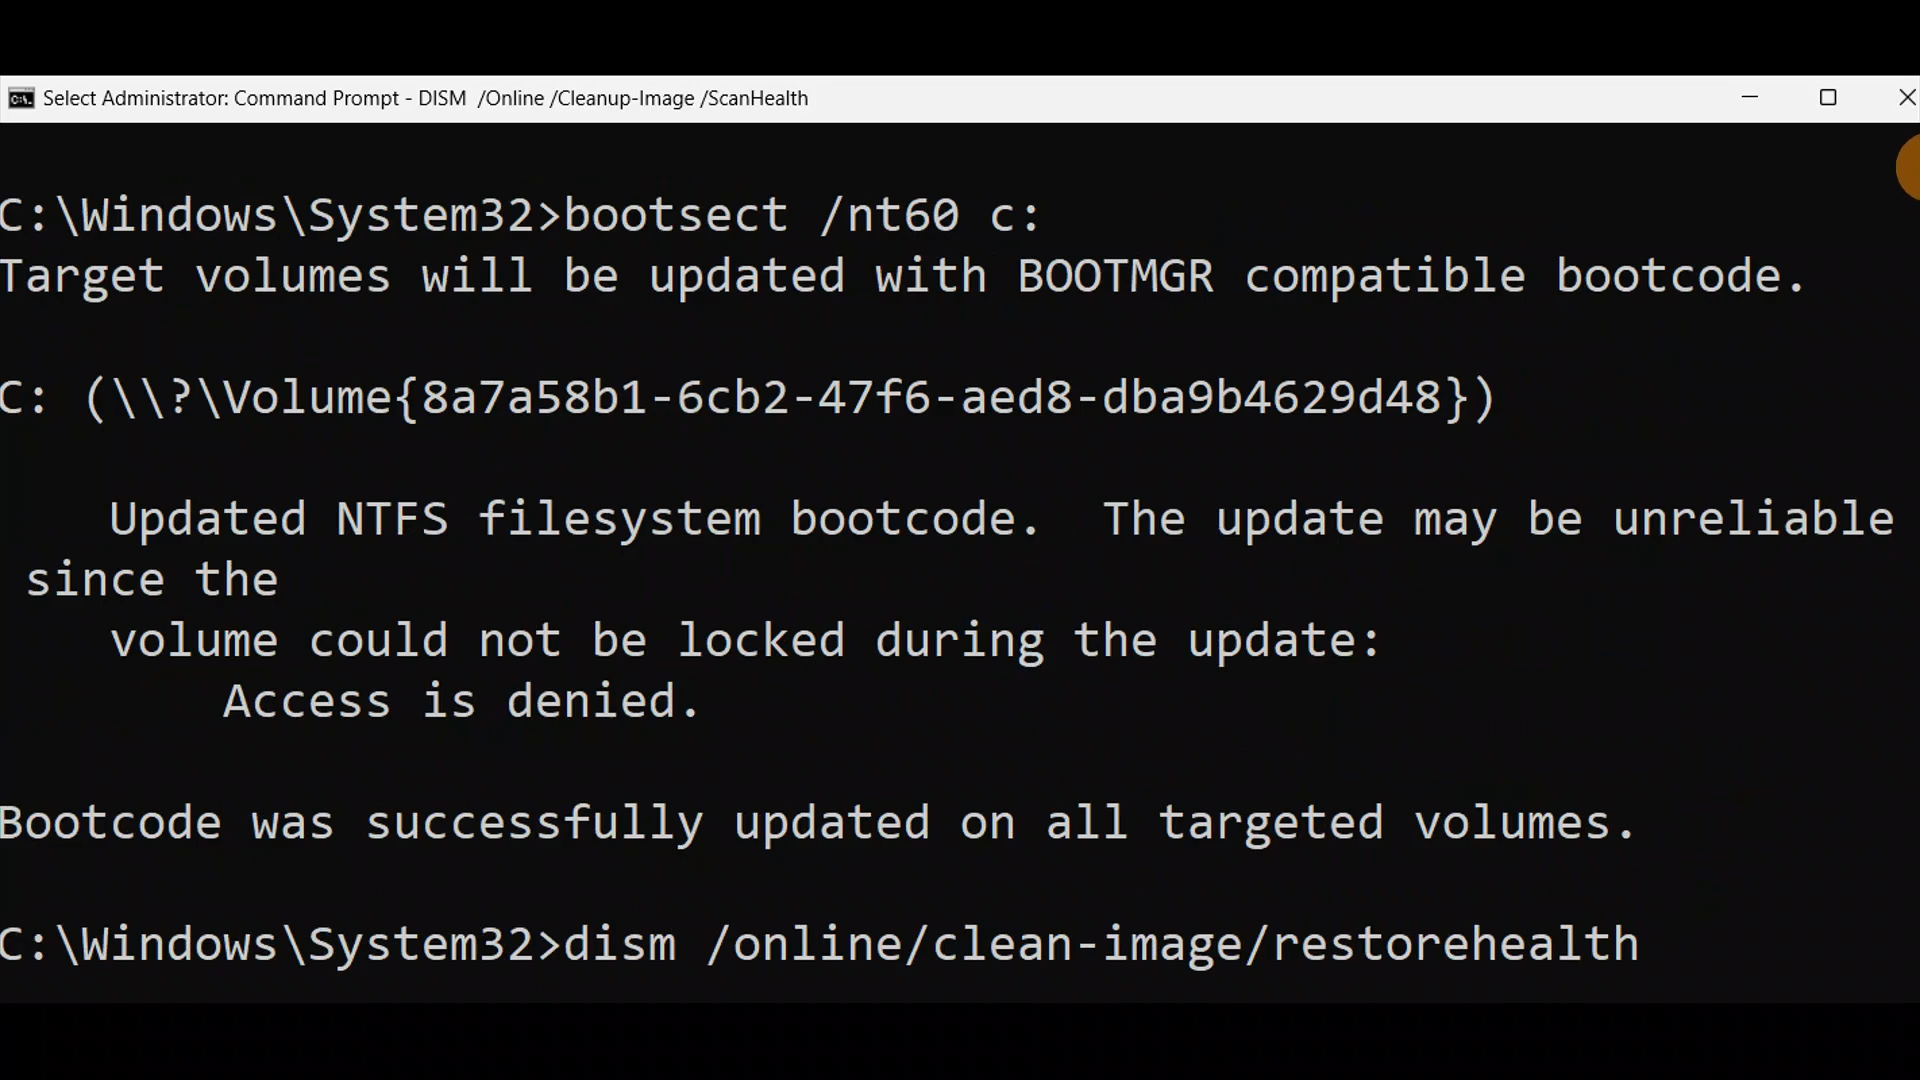 Select Administrator: Command Prompt - DISM  /Online /Cleanup-Image /ScanHealth
C:\Windows\System32>bootsect /nt60 c:
Target volumes will be updated with BOOTMGR compatible bootcode.
C: (\\?\Volume{8a7a58b1-6cb2-47f6-aed8-dba9b4629d48})
Updated NTFS filesystem bootcode.  The update may be unreliable
since the
volume could not be locked during the update:
Access is denied.
Bootcode was successfully updated on all targeted volumes.
C:\Windows\System32>dism /online/clean-image/restorehealth